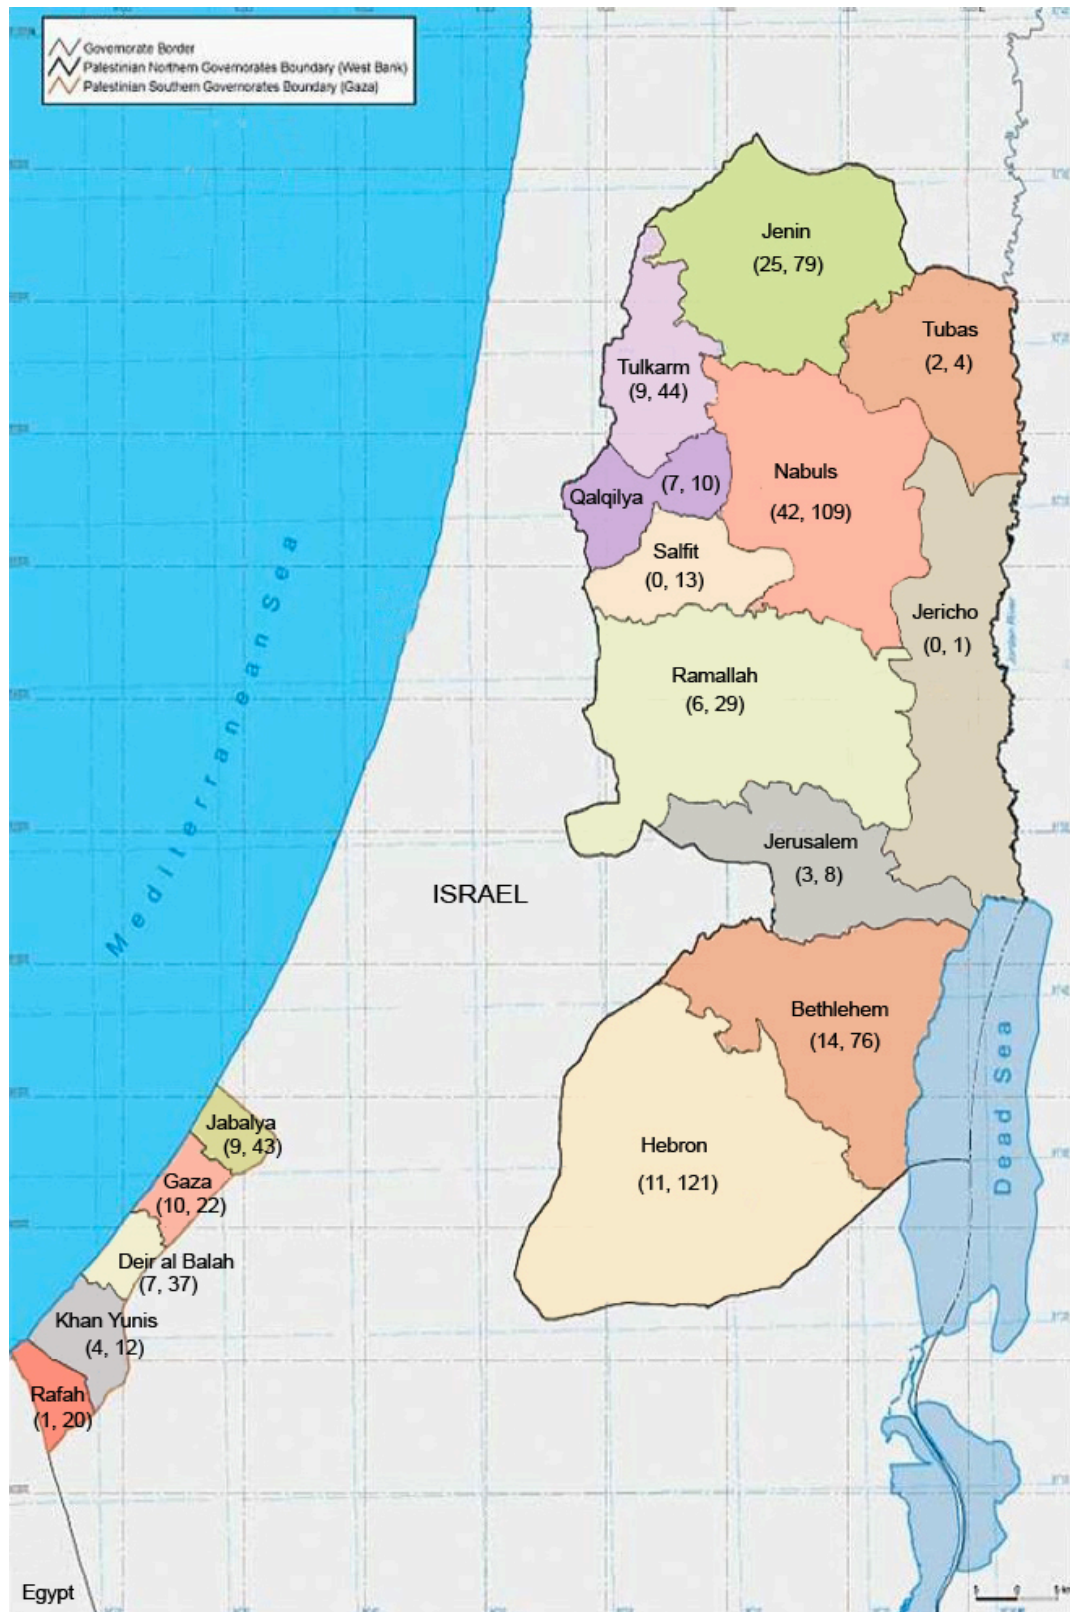 Governorate Border
Palestinian Northern Governorates Boundary (West Bank)
Palestinian Southern Governorates Boundary (Gaza)
Jenin
(25, 79)
Tubas
(2, 4)
Tulkarm
(9, 44)
Nabuls
(42, 109)
Qalqilya
(7, 10)
Salfit
(0, 13)
Jericho
(0, 1)
Jordan River
Ramallah
(6, 29)
Mediterranean Sea
Jerusalem
(3, 8)
ISRAEL
Bethlehem
(14, 76)
Dead Sea
Hebron
(11, 121)
Jabalya
(9, 43)
Gaza
(10, 22)
Deir al Balah
(7, 37)
Khan Yunis
(4, 12)
Rafah
(1, 20)
Egypt